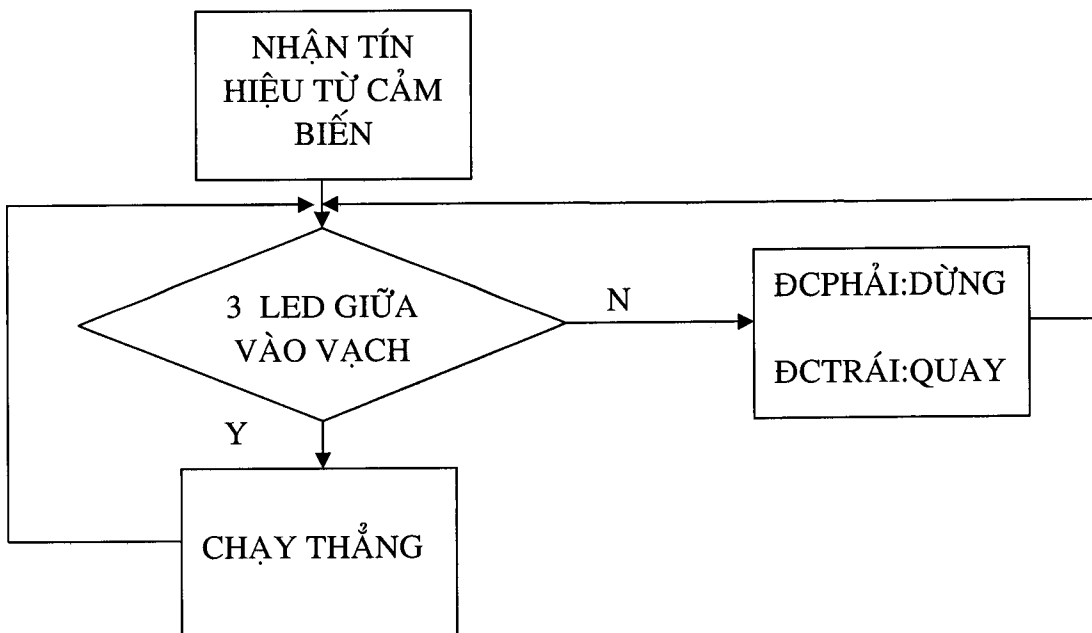 NHẬN TÍN
HIỆU TỪ CẢM
BIẾN
3 LED GIỮA
VÀO VẠCH
N
ĐCPHẢI:DỪNG
ĐCTRÁI:QUAY
Y
CHẠY THẲNG